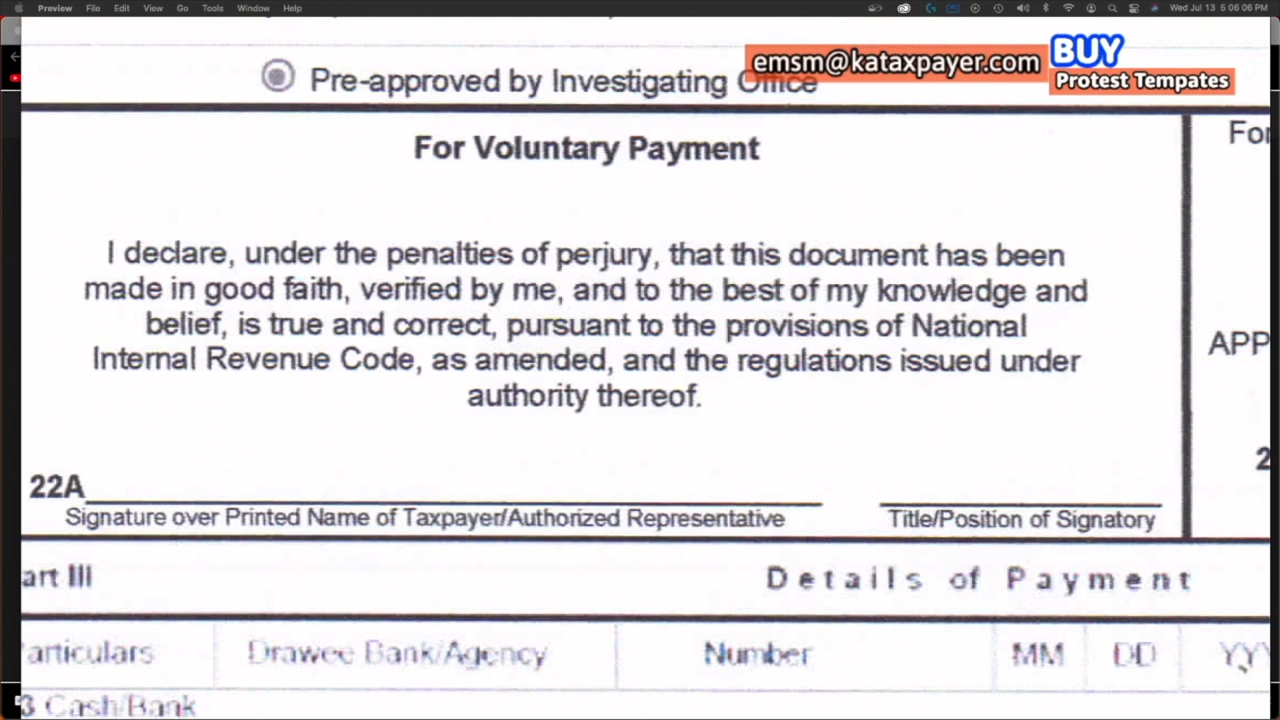 Preview File Edit View Go Tools Window Help Wed Jul 13 5:06:06 PM
emsm@kataxpayer.com BUY
Protest Tempates
Pre-approved by Investigating Office
For Voluntary Payment
For
I declare, under the penalties of perjury, that this document has been
made in good faith, verified by me, and to the best of my knowledge and
belief, is true and correct, pursuant to the provisions of National
Internal Revenue Code, as amended, and the regulations issued under
authority thereof.
APP
22A
2
Signature over Printed Name of Taxpayer/Authorized Representative Title/Position of Signatory
art III Details of Payment
articulars Drawee Bank/Agency Number MM DD YYY
3 Cash/Bank